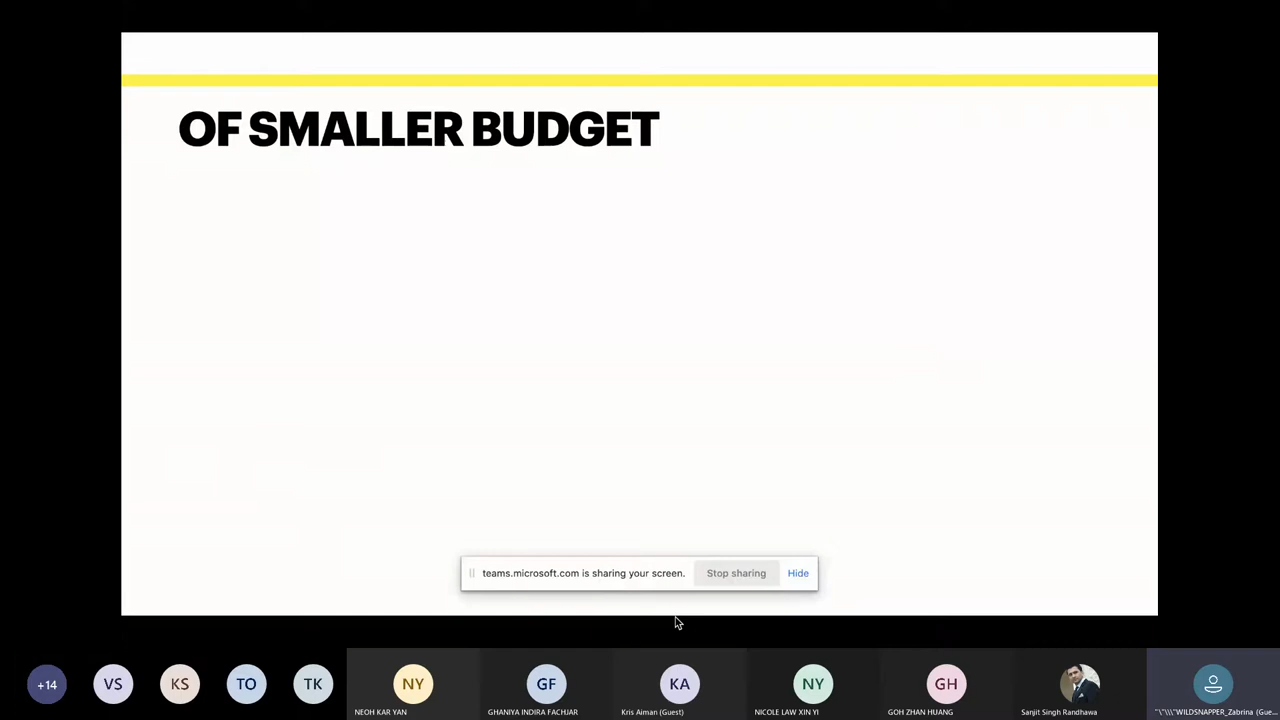 OF SMALLER BUDGET
teams.microsoft.com is sharing your screen.
Stop sharing
Hide
+14
VS
KS
TO
TK
NY
GF
KA
NY
GH
NEOH KAR YAN
GHANIYA INDIRA FACHJAR
Kris Aiman (Guest)
NICOLE LAW XIN YI
GOH ZHAN HUANG
Sanjit Singh Randhawa
"\"\\\"WILDSNAPPER_Zabrina (Gue...